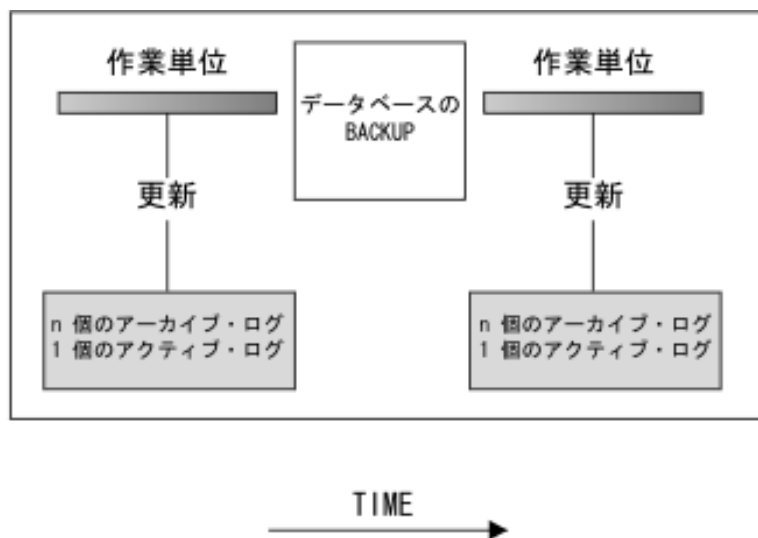 作業単位
データベースの
BACKUP
作業単位
更新
更新
n 個のアーカイブ・ログ
1 個のアクティブ・ログ
n 個のアーカイブ・ログ
1 個のアクティブ・ログ
TIME